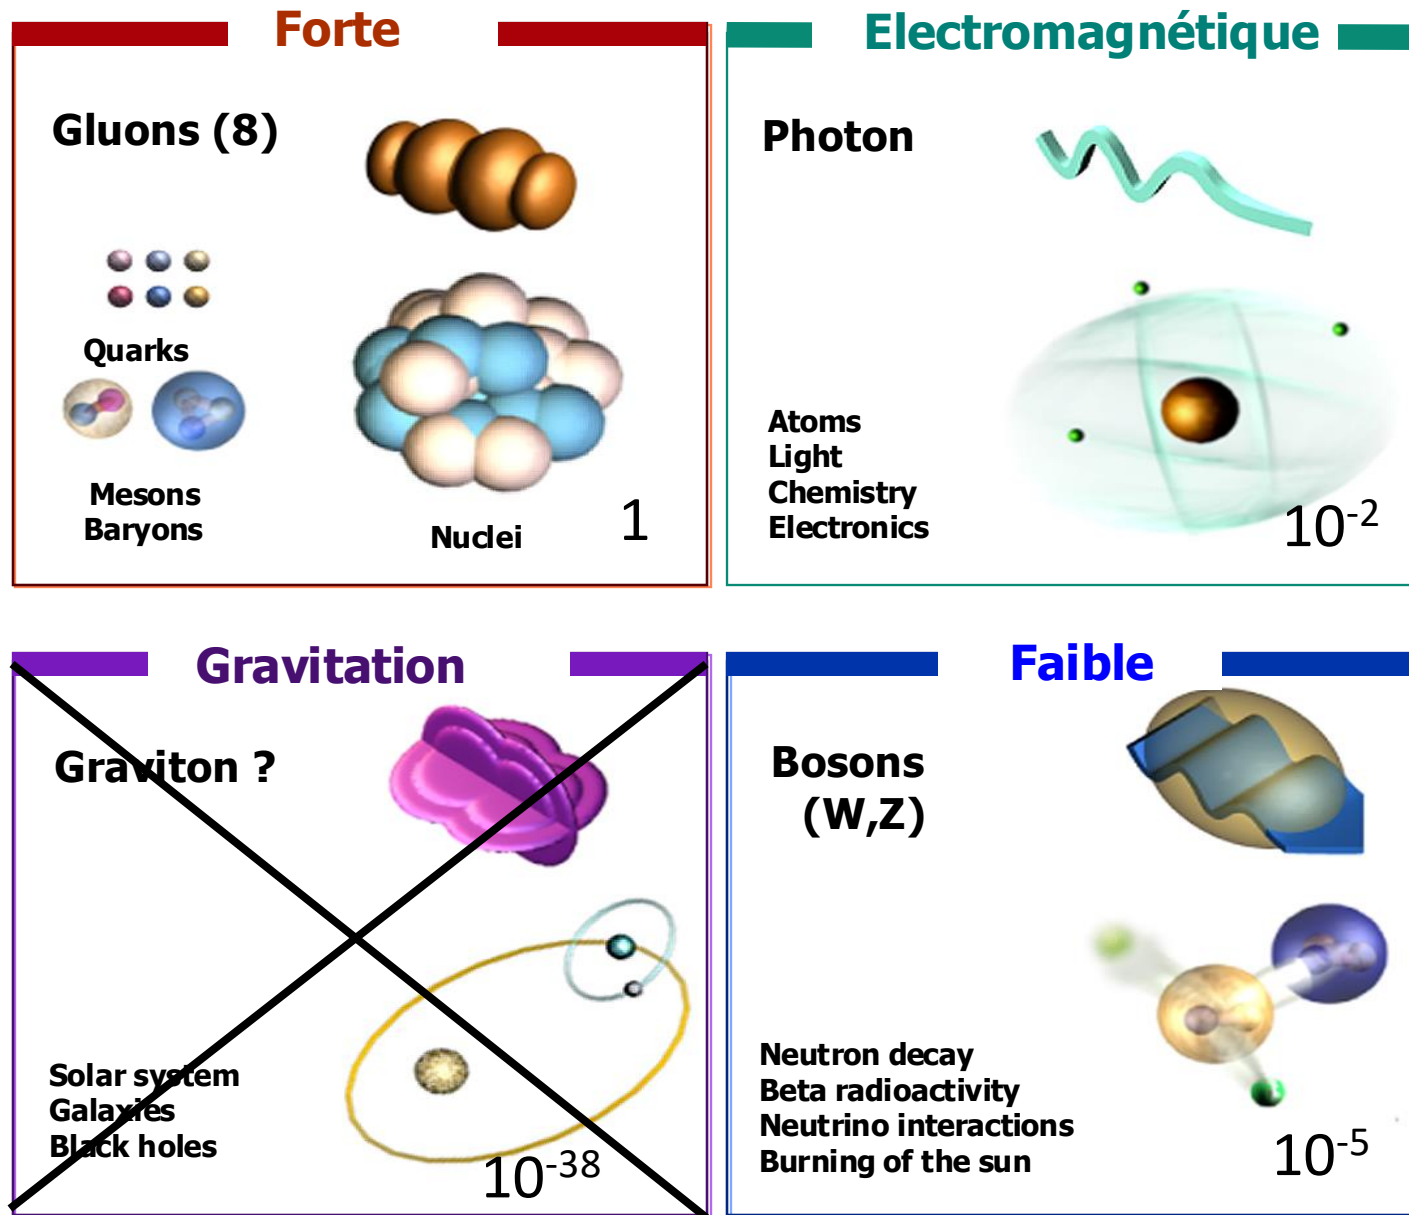 Forte
Gluons (8)
Quarks
Mesons
Baryons
Nuclei
1
Electromagnétique
Photon
Atoms
Light
Chemistry
Electronics
10⁻²
Gravitation
Graviton ?
Solar system
Galaxies
Black holes
10⁻³⁸
Faible
Bosons
(W,Z)
Neutron decay
Beta radioactivity
Neutrino interactions
Burning of the sun
10⁻⁵